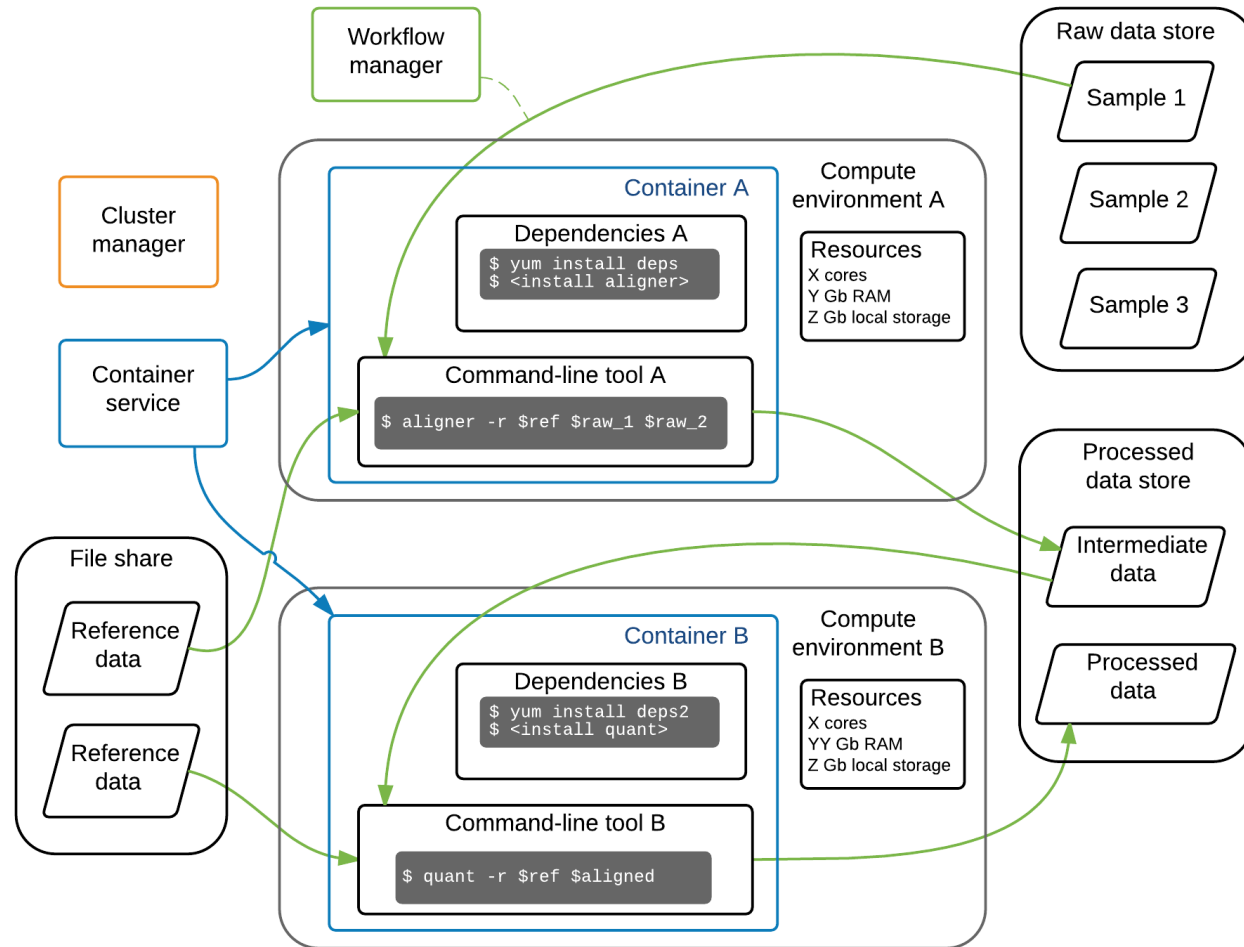 Workflow
manager
Raw data store
Sample 1
Sample 2
Sample 3
Cluster
manager
Container
service
Container A
Compute
environment A
Dependencies A
$ yum install deps
$ <install aligner>
Resources
X cores
Y Gb RAM
Z Gb local storage
Command-line tool A
$ aligner -r $ref $raw_1 $raw_2
Processed
data store
Intermediate
data
Processed
data
File share
Reference
data
Reference
data
Container B
Compute
environment B
Dependencies B
$ yum install deps2
$ <install quant>
Resources
X cores
YY Gb RAM
Z Gb local storage
Command-line tool B
$ quant -r $ref $aligned